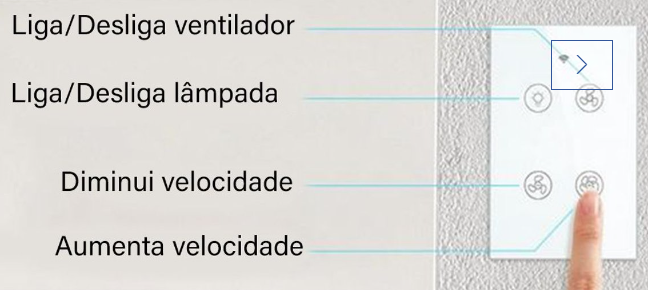 Liga/Desliga ventilador
Liga/Desliga lâmpada
Diminui velocidade
Aumenta velocidade